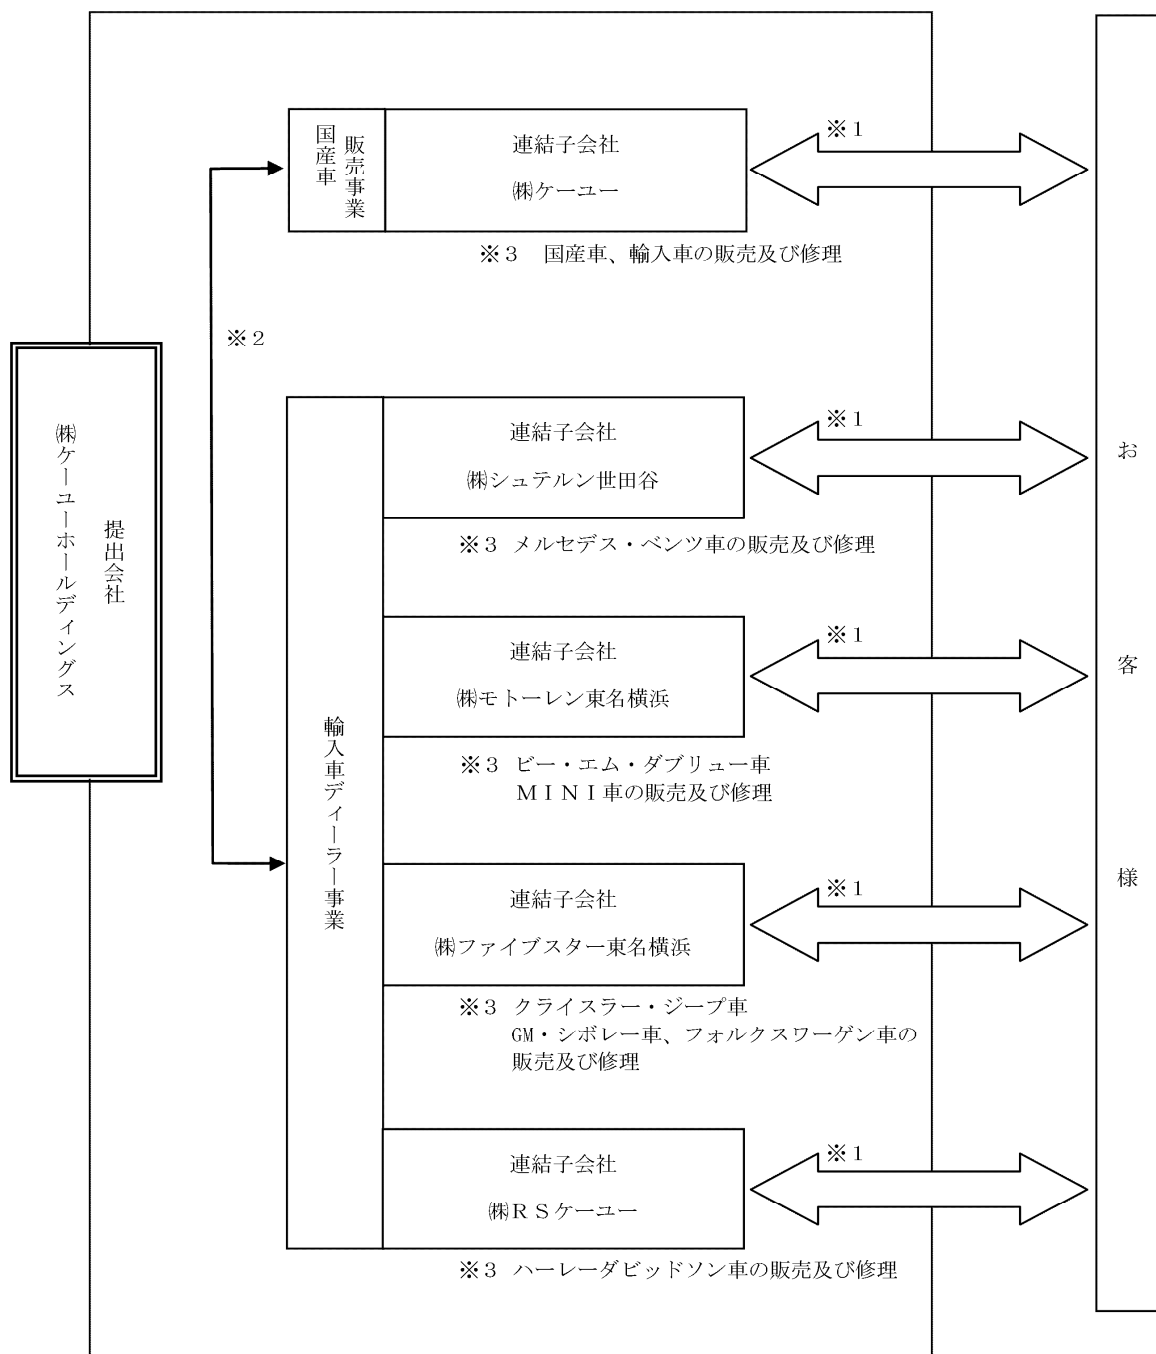 ㈱ケーユーホールディングス
提出会社
※２
国産車
販売事業
連結子会社
㈱ケーユー
※１
※３　国産車、輸入車の販売及び修理
輸入車ディーラー事業
連結子会社
㈱シュテルン世田谷
※１
※３ メルセデス・ベンツ車の販売及び修理
連結子会社
㈱モトーレン東名横浜
※１
※３ ビー・エム・ダブリュー車
ＭＩＮＩ車の販売及び修理
連結子会社
㈱ファイブスター東名横浜
※１
※３ クライスラー・ジープ車
GM・シボレー車、フォルクスワーゲン車の
販売及び修理
連結子会社
㈱ＲＳケーユー
※１
※３ ハーレーダビッドソン車の販売及び修理
お客様